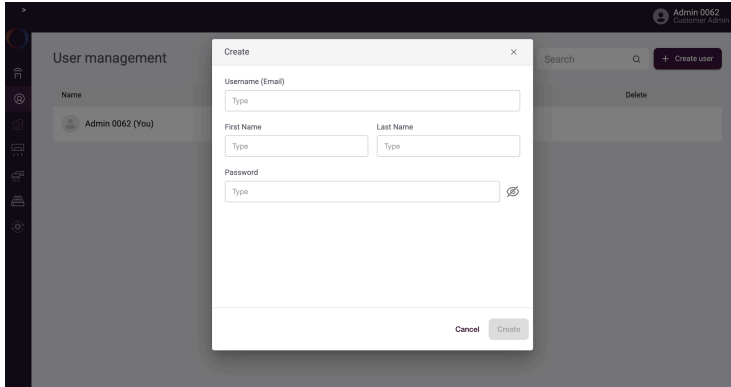 >
Admin 0062
Customer Admin
User management
Search
+ Create user
Name
Delete
Admin 0062 (You)
Create
×
Username (Email)
Type
First Name
Last Name
Type
Type
Password
Type
Cancel
Create